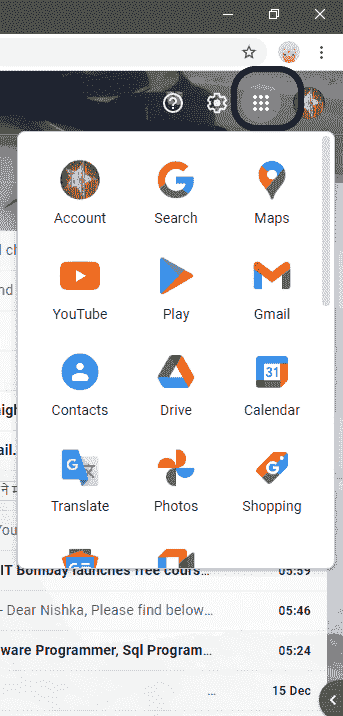 Account Search Maps
YouTube Play Gmail
Contacts Drive 31 Calendar
Translate Photos Shopping
IT Bombay launches free cours... 05:59
- Dear Nishka, Please find below... 05:46
ware Programmer, Sql Program... 05:24
... 15 Dec